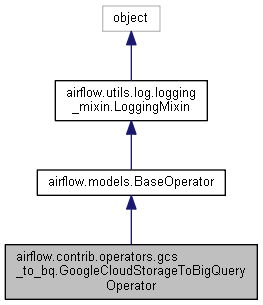 object
airflow.utils.log.logging
_mixin.LoggingMixin
airflow.models.BaseOperator
airflow.contrib.operators.gcs
_to_bq.GoogleCloudStorageToBigQuery
Operator